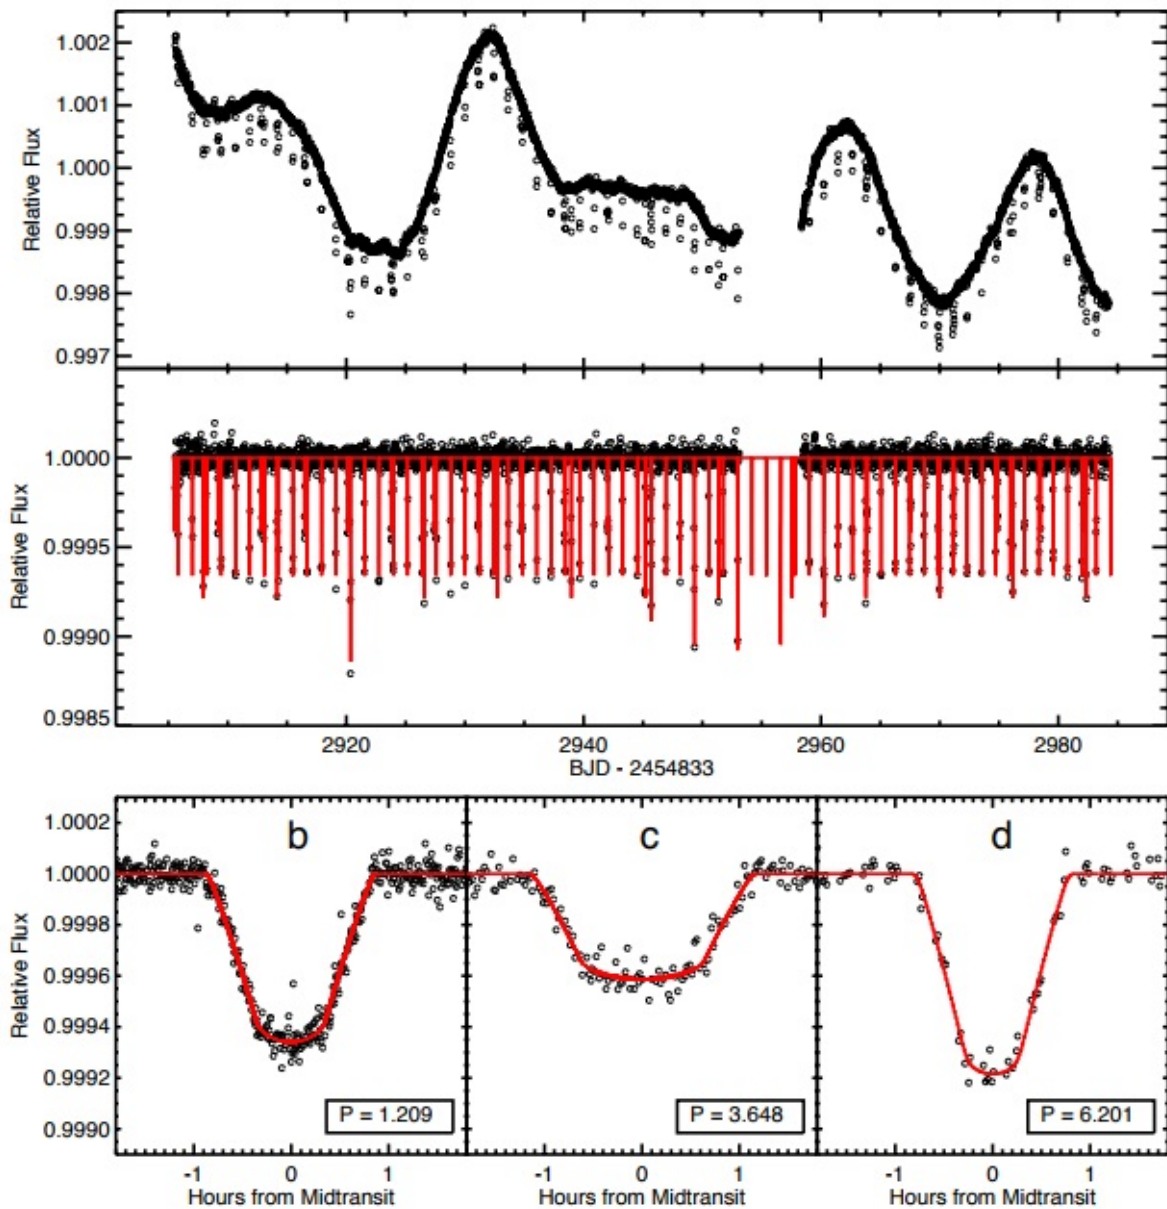 1.002
1.001
1.000
0.999
0.998
0.997
Relative Flux
1.0000
0.9995
0.9990
0.9985
Relative Flux
2920 2940 2960 2980
BJD - 2454833
1.0002
1.0000
0.9998
0.9996
0.9994
0.9992
0.9990
Relative Flux
b c d
P = 1.209 P = 3.648 P = 6.201
-1 0 1 -1 0 1 -1 0 1
Hours from Midtransit Hours from Midtransit Hours from Midtransit